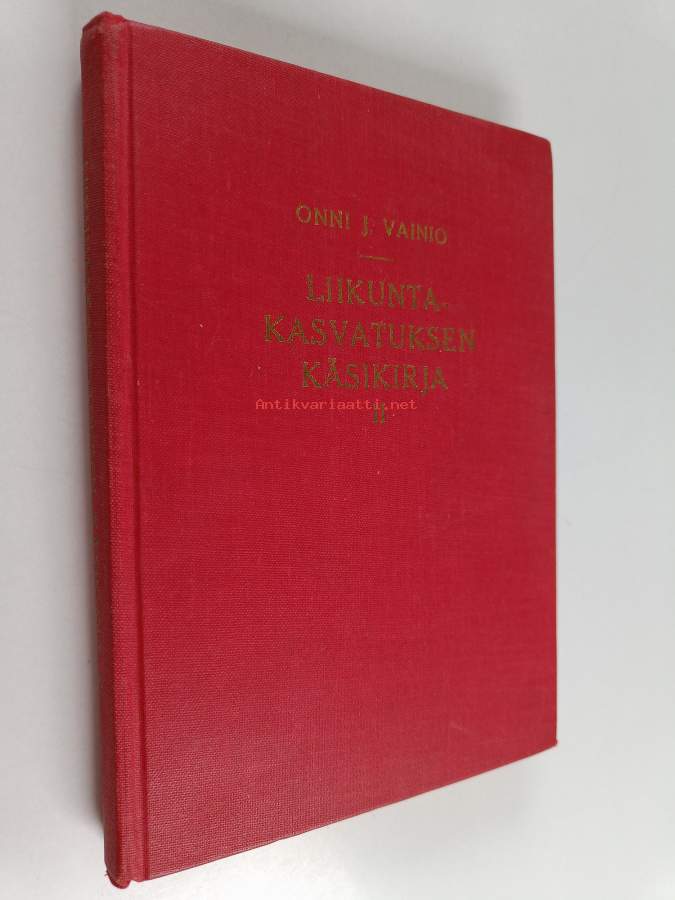 ONNI J. VAINIO
LIIKUNTA-
KASVATUKSEN
KÄSIKIRJA
II
Antikvariaatti.net